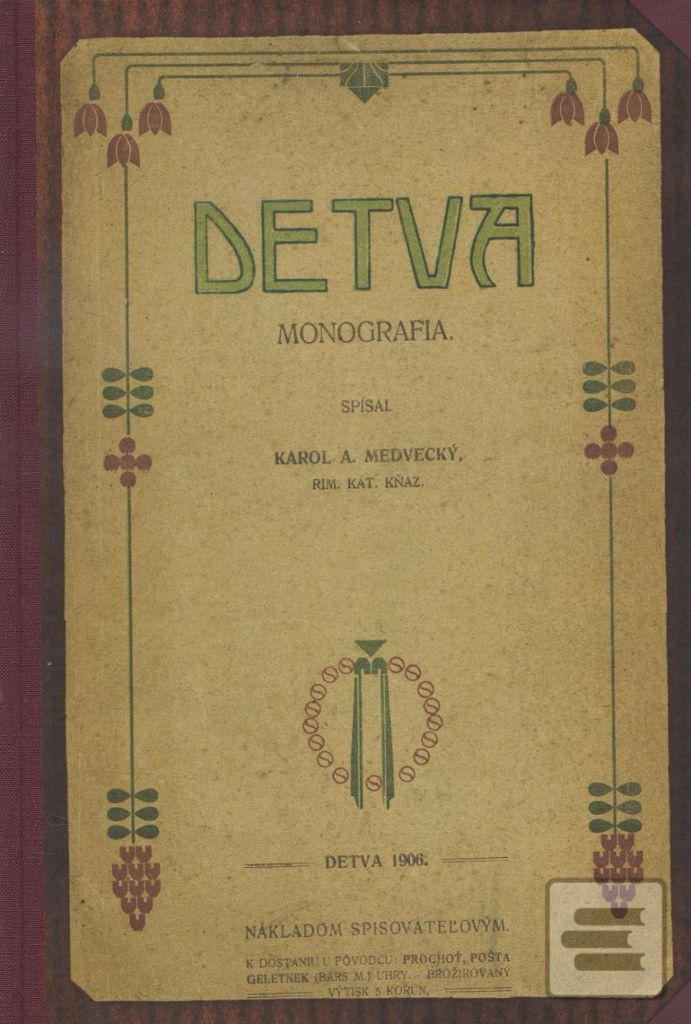 DETVA
MONOGRAFIA.
SPÍSAL
KAROL A. MEDVECKÝ,
RIM. KAT. KŇAZ.
DETVA 1906.
NÁKLADOM SPISOVATEĽOVÝM.
K DOSTANIU U PÔVODCU: PROCHOŤ, POŠTA
GELETNEK (BARS M.) UHRY. - BROŽIROVANÝ
VÝTISK 5 KORÚN.